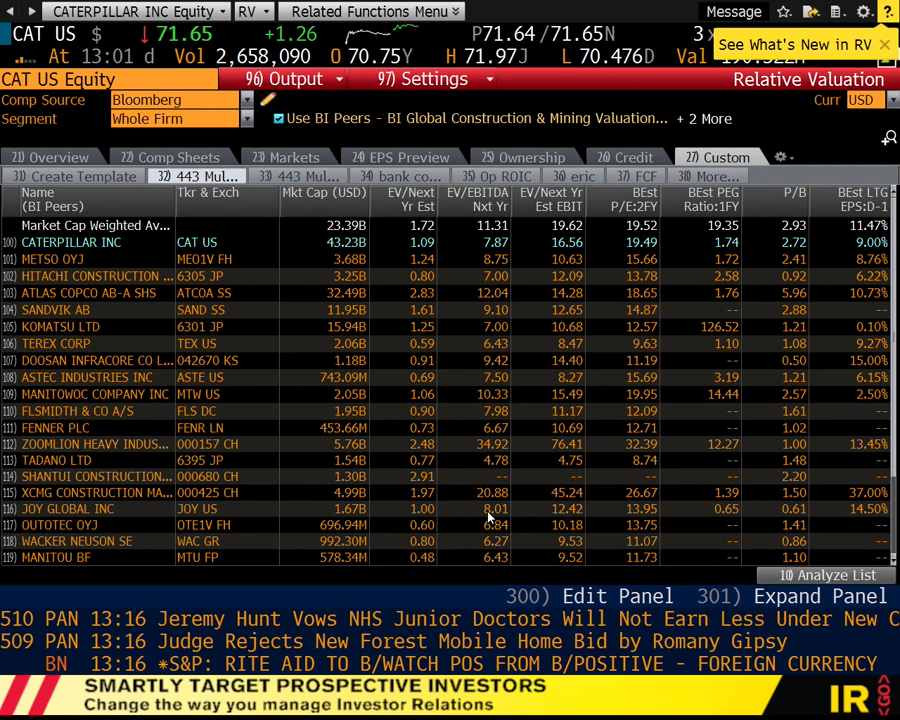 CATERPILLAR INC Equity RV Related Functions Menu Message
CAT US $ 71.65 +1.26 P71.64 /71.65N
See What's New in RV
At 13:01 d Vol 2,658,090 O 70.75Y H 71.97J L 70.476D Val
CAT US Equity 96) Output 97) Settings Relative Valuation
Comp Source Bloomberg Curr USD
Segment Whole Firm Use BI Peers - BI Global Construction & Mining Valuation... + 2 More
21) Overview 22) Comp Sheets 23) Markets 24) EPS Preview 25) Ownership 26) Credit 27) Custom
31) Create Template 32) 443 Mul... 33) 443 Mul... 34) bank co... 35) Op ROIC 36) eric 37) FCF 38) More...
Name Tkr & Exch Mkt Cap (USD) EV/Next EV/EBITDA EV/Next Yr BEst BEst PEG P/B BEst LTG
(BI Peers) Yr Est Nxt Yr Est EBIT P/E:2FY Ratio:1FY EPS:D-1
Market Cap Weighted Av... 23.39B 1.72 11.31 19.62 19.52 19.35 2.93 11.47%
100) CATERPILLAR INC CAT US 43.23B 1.09 7.87 16.56 19.49 1.74 2.72 9.00%
101) METSO OYJ MEO1V FH 3.68B 1.24 8.75 10.63 15.66 1.72 2.41 8.76%
102) HITACHI CONSTRUCTION ... 6305 JP 3.25B 0.80 7.00 12.09 13.78 2.58 0.92 6.22%
103) ATLAS COPCO AB-A SHS ATCOA SS 32.49B 2.83 12.04 14.28 18.65 1.76 5.96 10.73%
104) SANDVIK AB SAND SS 11.95B 1.61 9.10 12.65 14.87 -- 2.88 --
105) KOMATSU LTD 6301 JP 15.94B 1.25 7.00 10.68 12.57 126.52 1.21 0.10%
106) TEREX CORP TEX US 2.06B 0.59 6.43 8.47 9.63 1.10 1.08 9.27%
107) DOOSAN INFRACORE CO L... 042670 KS 1.18B 0.91 9.42 14.40 11.19 -- 0.50 15.00%
108) ASTEC INDUSTRIES INC ASTE US 743.09M 0.69 7.50 8.27 15.69 3.19 1.21 6.15%
109) MANITOWOC COMPANY INC MTW US 2.05B 1.06 10.33 15.49 19.95 14.44 2.57 2.50%
110) FLSMIDTH & CO A/S FLS DC 1.95B 0.90 7.98 11.17 12.09 -- 1.61 --
111) FENNER PLC FENR LN 453.66M 0.73 6.67 10.69 12.71 -- 1.02 --
112) ZOOMLION HEAVY INDUS... 000157 CH 5.76B 2.48 34.92 76.41 32.39 12.27 1.00 13.45%
113) TADANO LTD 6395 JP 1.54B 0.77 4.78 4.75 8.74 -- 1.48 --
114) SHANTUI CONSTRUCTION... 000680 CH 1.30B 2.91 -- -- -- -- 2.20 --
115) XCMG CONSTRUCTION MA... 000425 CH 4.99B 1.97 20.88 45.24 26.67 1.39 1.50 37.00%
116) JOY GLOBAL INC JOY US 1.67B 1.00 8.01 12.42 13.95 0.65 0.61 14.50%
117) OUTOTEC OYJ OTE1V FH 696.94M 0.60 6.84 10.18 13.75 -- 1.41 --
118) WACKER NEUSON SE WAC GR 992.30M 0.80 6.27 9.53 11.07 -- 0.86 --
119) MANITOU BF MTU FP 578.34M 0.48 6.43 9.52 11.73 -- 1.10 --
10) Analyze List
300) Edit Panel 301) Expand Panel
510 PAN 13:16 Jeremy Hunt Vows NHS Junior Doctors Will Not Earn Less Under New C
509 PAN 13:16 Judge Rejects New Forest Mobile Home Bid by Romany Gipsy
BN 13:16 *S&P: RITE AID TO B/WATCH POS FROM B/POSITIVE - FOREIGN CURRENCY
SMARTLY TARGET PROSPECTIVE INVESTORS
Change the way you manage Investor Relations
IR